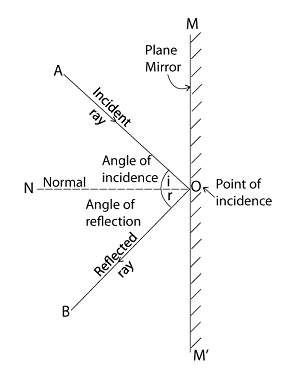 M
Plane
Mirror
A
Incident
ray
Angle of
incidence
i
N
Normal
O
Point of
incidence
r
Angle of
reflection
Reflected
ray
B
M'